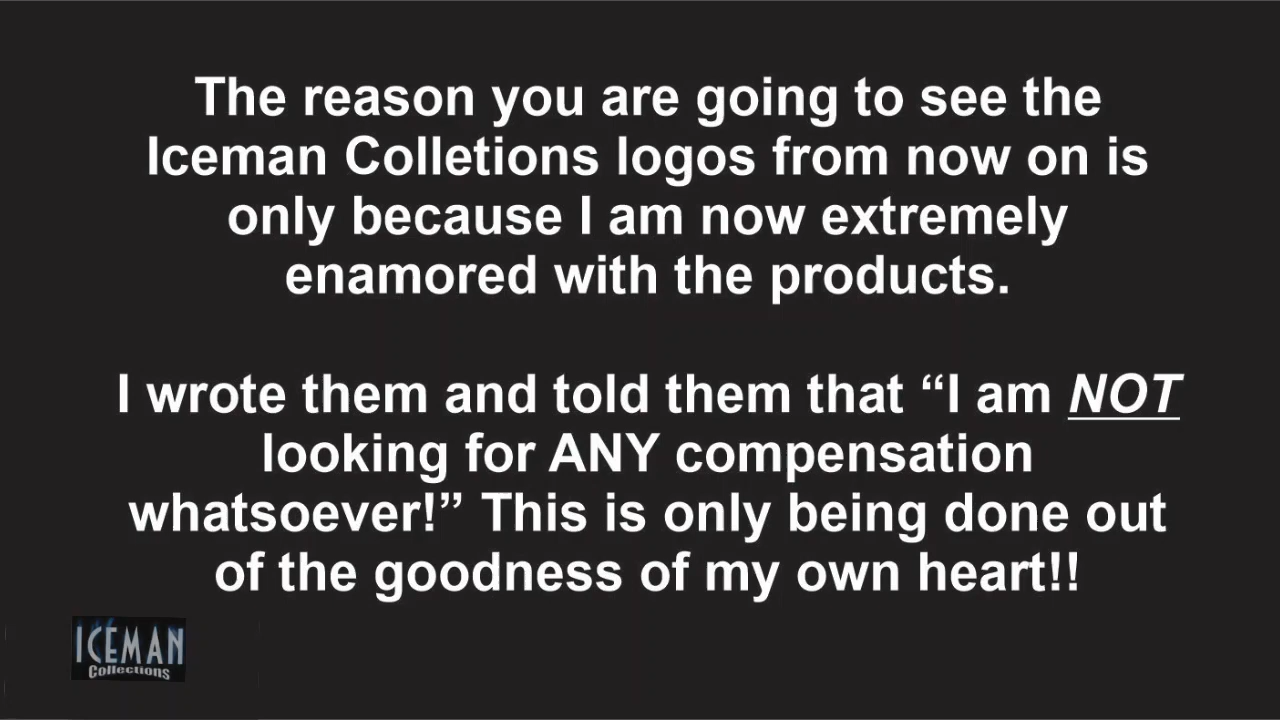 The reason you are going to see the
Iceman Colletions logos from now on is
only because I am now extremely
enamored with the products.
I wrote them and told them that “I am NOT
looking for ANY compensation
whatsoever!” This is only being done out
of the goodness of my own heart!!
ICEMAN
Collections